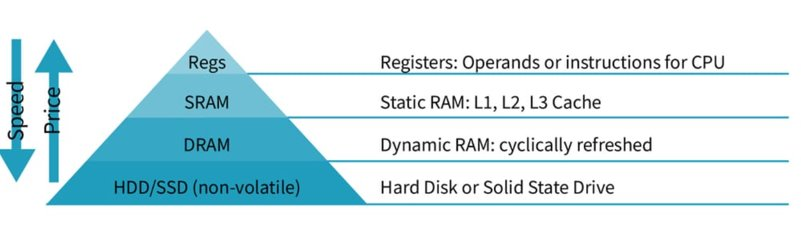 Speed
Price
Regs
Registers: Operands or instructions for CPU
SRAM
Static RAM: L1, L2, L3 Cache
DRAM
Dynamic RAM: cyclically refreshed
HDD/SSD (non-volatile)
Hard Disk or Solid State Drive